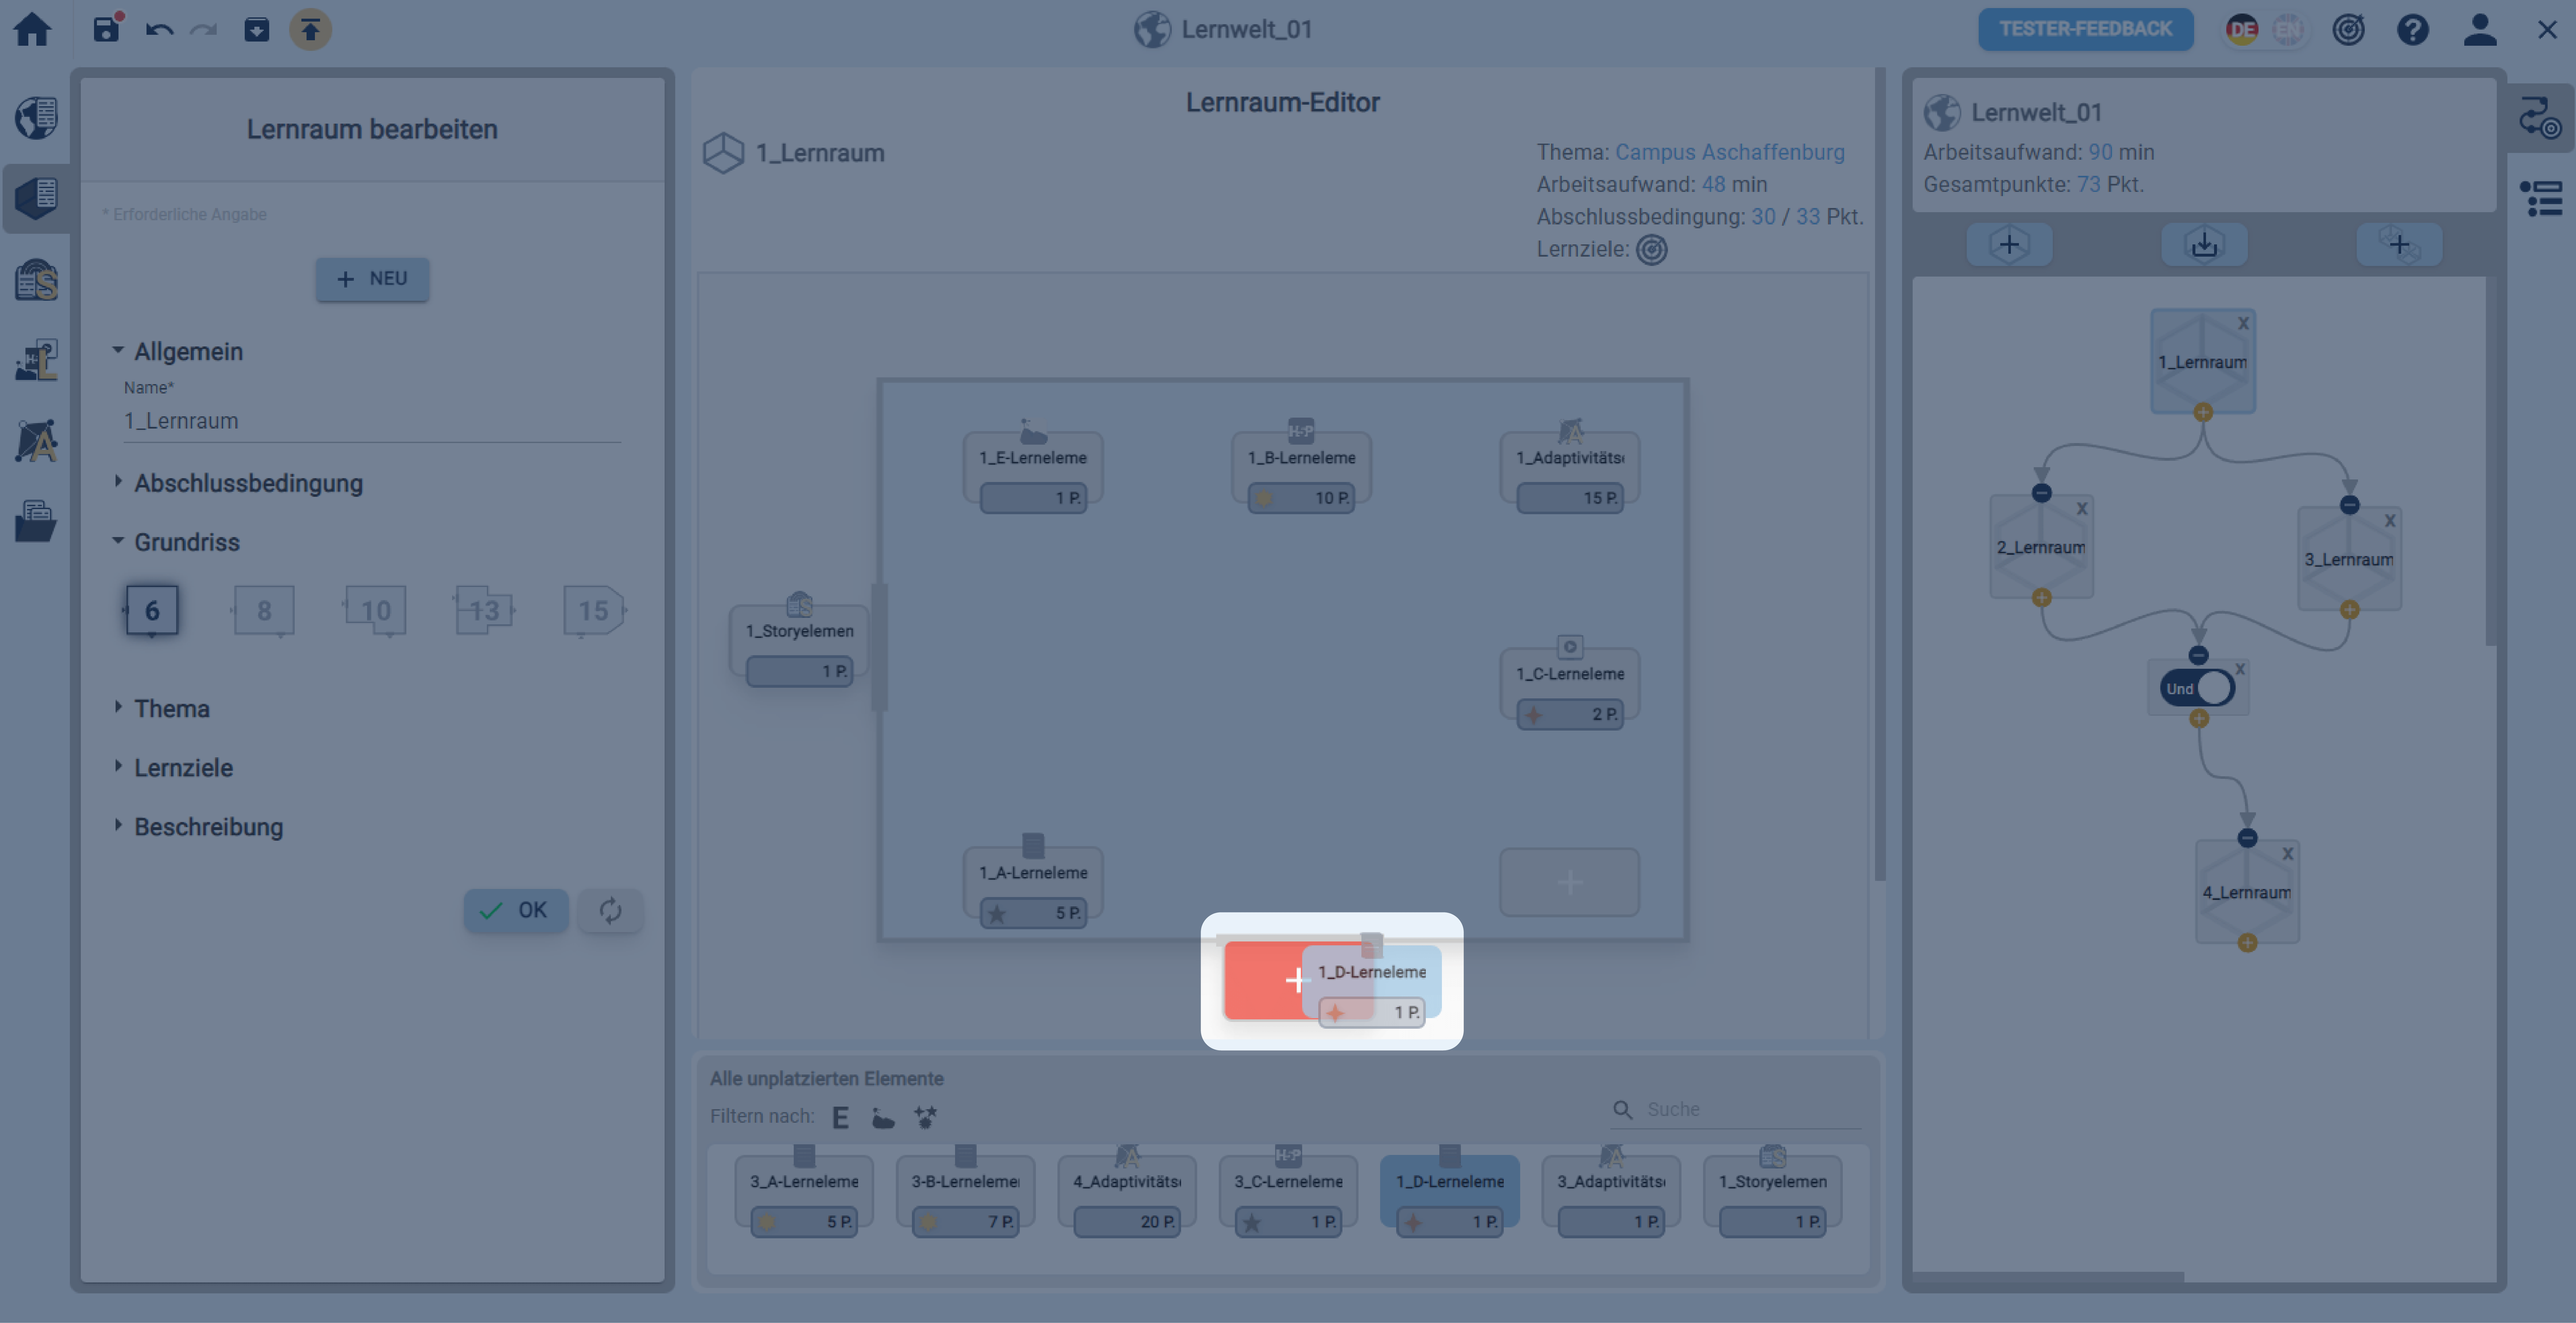 Lernwelt_01
TESTER-FEEDBACK
DE
EN
Lernraum bearbeiten
* Erforderliche Angabe
+ NEU
Allgemein
Name*
1_Lernraum
Abschlussbedingung
Grundriss
6
8
10
13
15
Thema
Lernziele
Beschreibung
OK
Lernraum-Editor
1_Lernraum
Thema: Campus Aschaffenburg
Arbeitsaufwand: 48 min
Abschlussbedingung: 30 / 33 Pkt.
Lernziele:
1_E-Lerneleme
1 P.
H-P
1_B-Lerneleme
10 P.
A
1_Adaptivitäts
15 P.
S
1_Storyelemen
1 P.
1_C-Lerneleme
2 P.
1_A-Lerneleme
5 P.
1_D-Lerneleme
1 P.
Alle unplatzierten Elemente
Filtern nach: E
Suche
3_A-Lerneleme
5 P.
3-B-Lerneleme
7 P.
A
4_Adaptivitäts
20 P.
H-P
3_C-Lerneleme
1 P.
1_D-Lerneleme
1 P.
A
3_Adaptivitäts
1 P.
S
1_Storyelemen
1 P.
Lernwelt_01
Arbeitsaufwand: 90 min
Gesamtpunkte: 73 Pkt.
X
1_Lernraum
X
2_Lernraum
X
3_Lernraum
X
Und
X
4_Lernraum